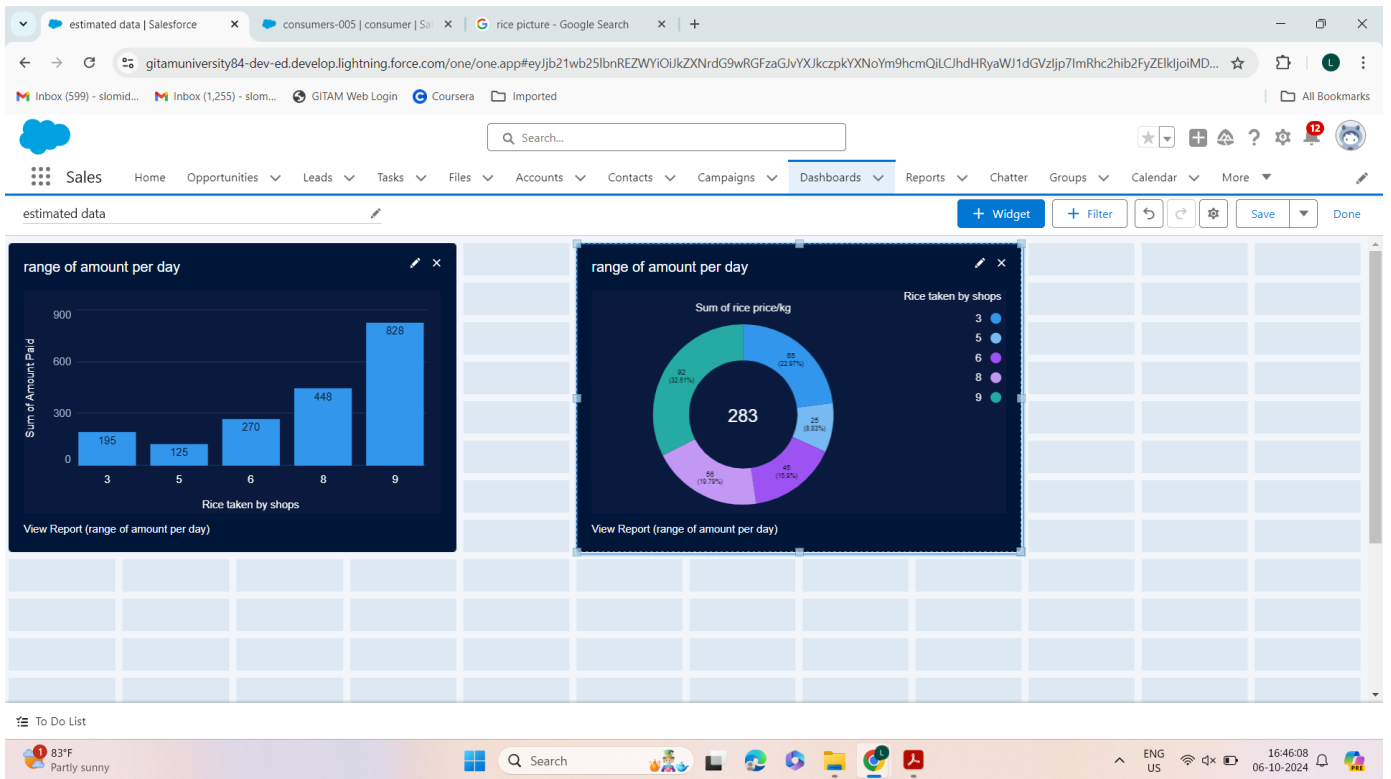 estimated data | Salesforce
consumers-005 | consumer | Sa
rice picture - Google Search
gitamuniversity84-dev-ed.develop.lightning.force.com/one/one.app#
Inbox (599) - slomid...
Inbox (1,255) - slom...
GITAM Web Login
Coursera
Imported
All Bookmarks
Search...
12
Sales
Home
Opportunities
Leads
Tasks
Files
Accounts
Contacts
Campaigns
Dashboards
Reports
Chatter
Groups
Calendar
More
estimated data
+ Widget
+ Filter
Save
Done
range of amount per day
Sum of Amount Paid
900
600
300
0
195
125
270
448
828
3
5
6
8
9
Rice taken by shops
View Report (range of amount per day)
range of amount per day
Sum of rice price/kg
Rice taken by shops
3
5
6
8
9
65
(22.97%)
25
(8.83%)
45
(15.9%)
56
(19.79%)
92
(32.51%)
283
View Report (range of amount per day)
To Do List
1
83°F
Partly sunny
Search
L
ENG
US
16:46:08
06-10-2024
PRE